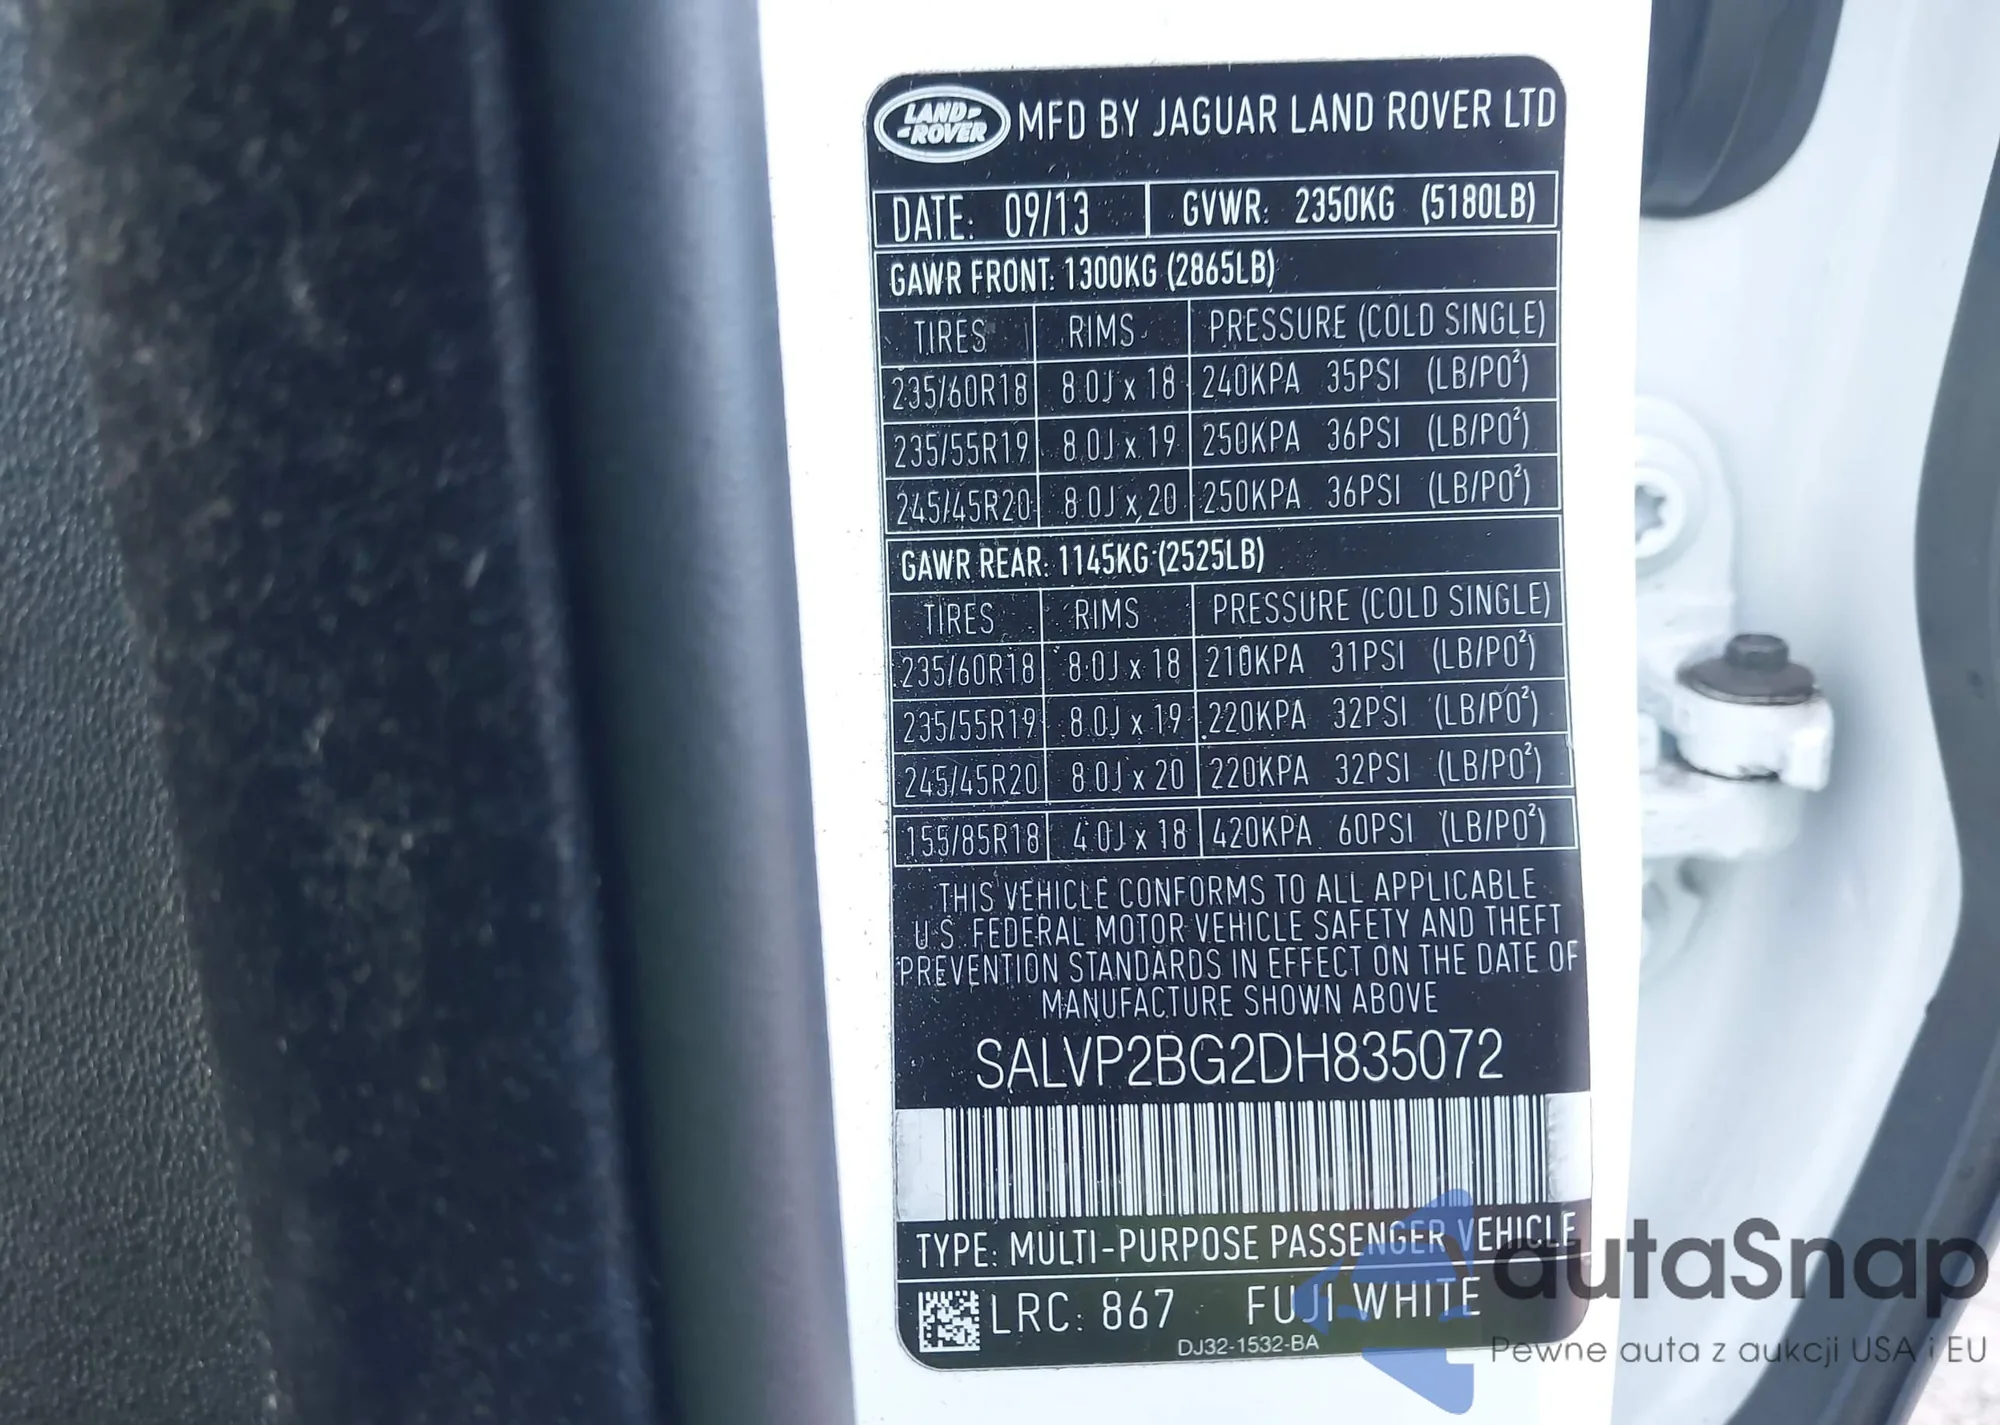 LAND-
-ROVER
MFD BY JAGUAR LAND ROVER LTD
DATE: 09/13 GVWR: 2350KG (5180LB)
GAWR FRONT: 1300KG (2865LB)
TIRES RIMS PRESSURE (COLD SINGLE)
235/60R18 8.0J x 18 240KPA 35PSI (LB/PO²)
235/55R19 8.0J x 19 250KPA 36PSI (LB/PO²)
245/45R20 8.0J x 20 250KPA 36PSI (LB/PO²)
GAWR REAR: 1145KG (2525LB)
TIRES RIMS PRESSURE (COLD SINGLE)
235/60R18 8.0J x 18 210KPA 31PSI (LB/PO²)
235/55R19 8.0J x 19 220KPA 32PSI (LB/PO²)
245/45R20 8.0J x 20 220KPA 32PSI (LB/PO²)
155/85R18 4.0J x 18 420KPA 60PSI (LB/PO²)
THIS VEHICLE CONFORMS TO ALL APPLICABLE
U.S. FEDERAL MOTOR VEHICLE SAFETY AND THEFT
PREVENTION STANDARDS IN EFFECT ON THE DATE OF
MANUFACTURE SHOWN ABOVE
SALVP2BG2DH835072
TYPE: MULTI-PURPOSE PASSENGER VEHICLE
LRC: 867 FUJI WHITE
DJ32-1532-BA
autaSnap
Pewne auta z aukcji USA i EU